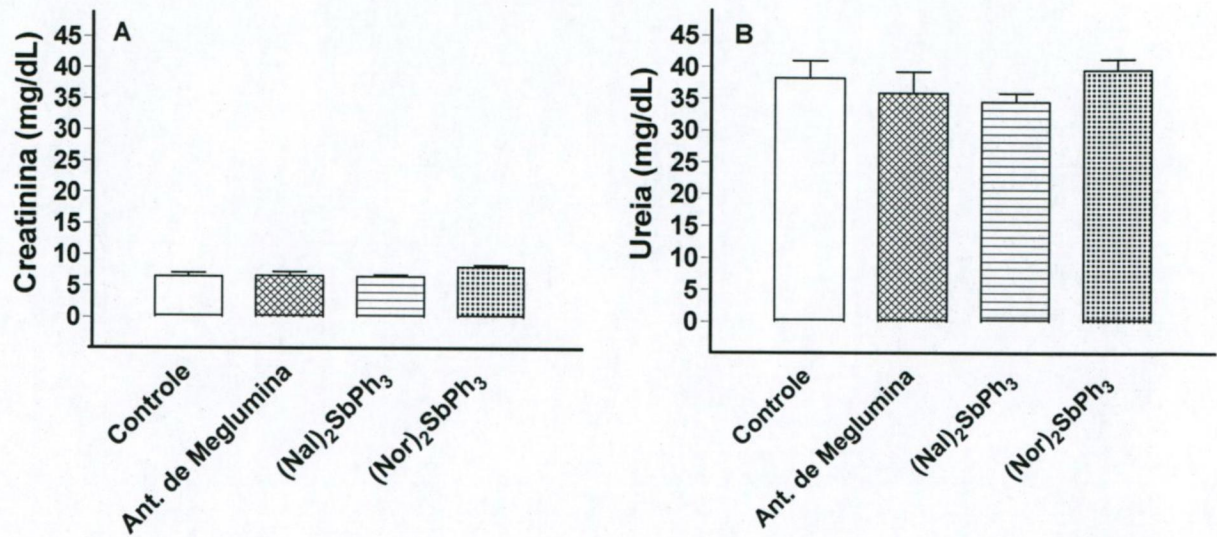 A
Creatinina (mg/dL)
45
40
35
30
25
20
15
10
5
0
Controle
Ant. de Meglumina
(Nal)₂SbPh₃
(Nor)₂SbPh₃
B
Ureia (mg/dL)
45
40
35
30
25
20
15
10
5
0
Controle
Ant. de Meglumina
(Nal)₂SbPh₃
(Nor)₂SbPh₃